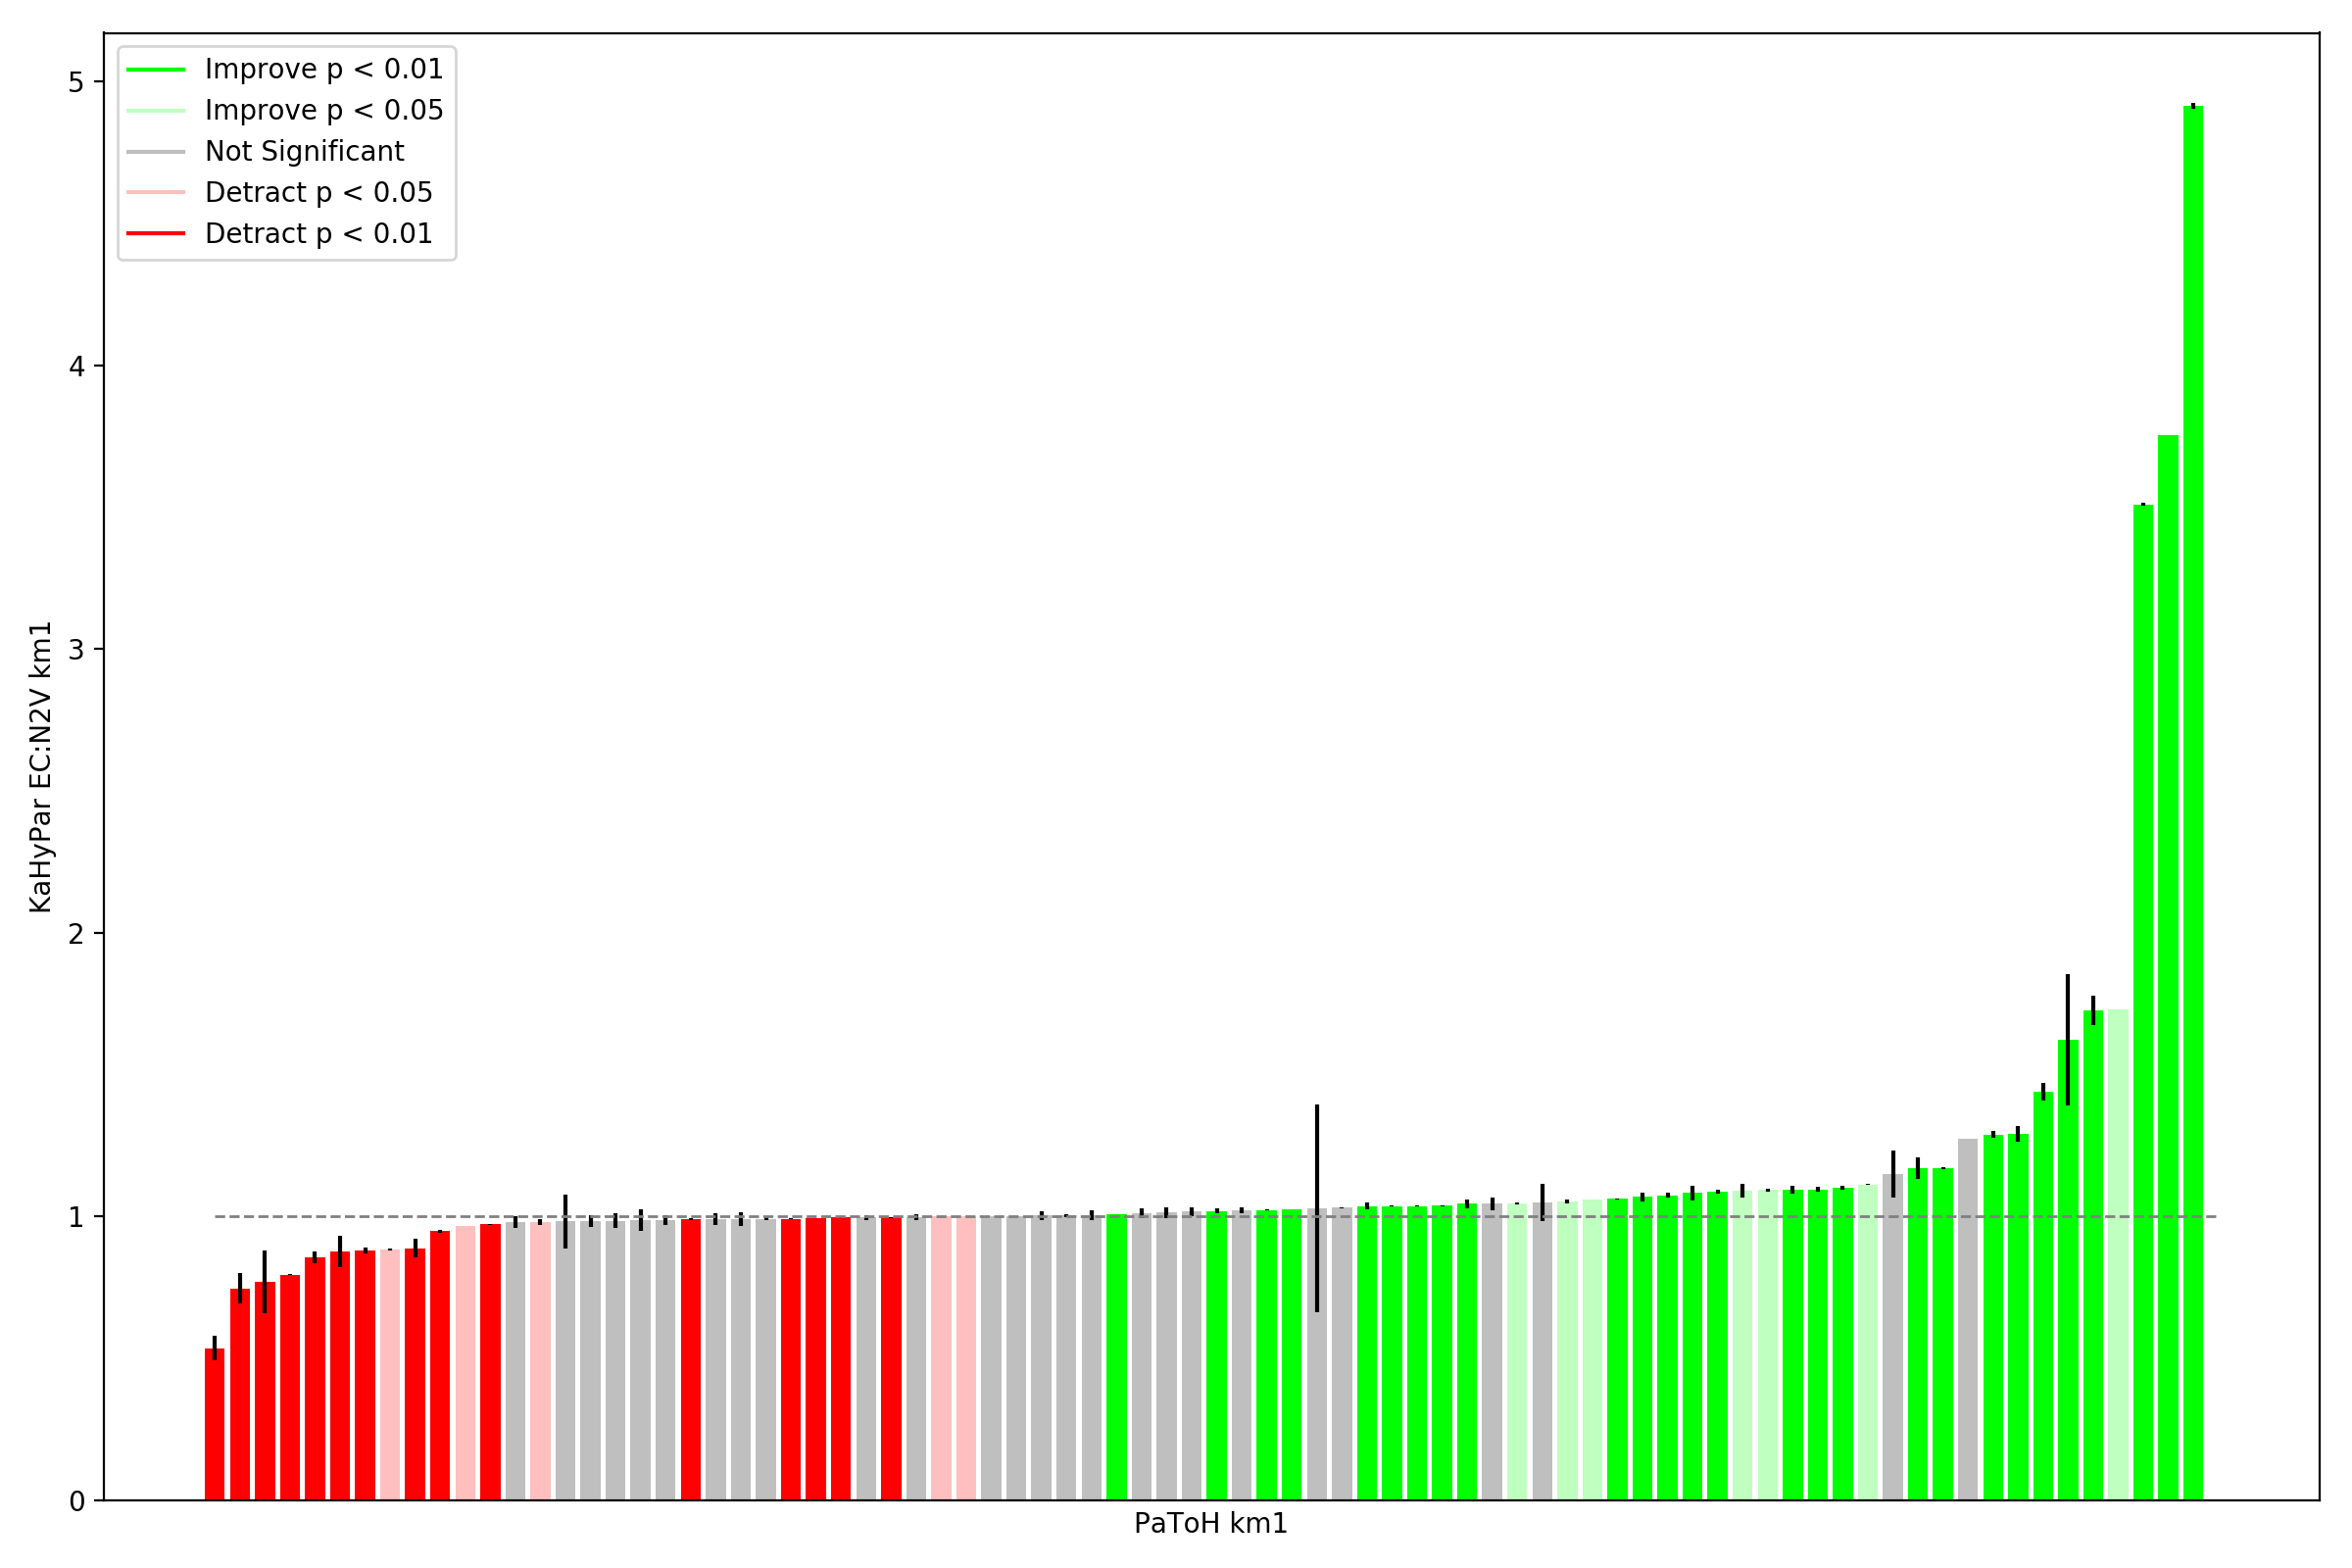 Improve p < 0.01
Improve p < 0.05
Not Significant
Detract p < 0.05
Detract p < 0.01
5
4
3
2
1
0
KaHyPar EC:N2V km1
PaToH km1